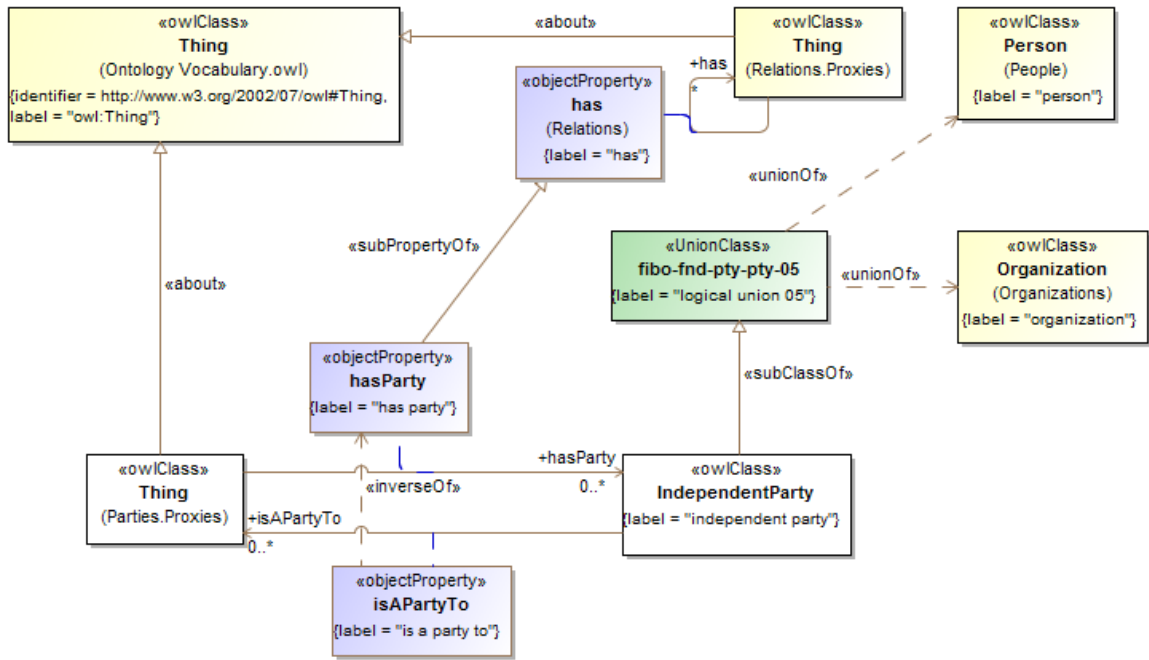 «owlClass»
Thing
(Ontology Vocabulary.owl)
{identifier = http://www.w3.org/2002/07/owl#Thing,
label = "owl:Thing"}
«about»
«owlClass»
Thing
(Relations.Proxies)
+has
*
«owlClass»
Person
(People)
{label = "person"}
«objectProperty»
has
(Relations)
{label = "has"}
«unionOf»
«subPropertyOf»
«UnionClass»
fibo-fnd-pty-pty-05
{label = "logical union 05"}
«unionOf»
«owlClass»
Organization
(Organizations)
{label = "organization"}
«about»
«objectProperty»
hasParty
{label = "has party"}
«subClassOf»
«owlClass»
Thing
(Parties.Proxies)
+hasParty
0..*
«inverseOf»
+isAPartyTo
0..*
«owlClass»
IndependentParty
{label = "independent party"}
«objectProperty»
isAPartyTo
{label = "is a party to"}